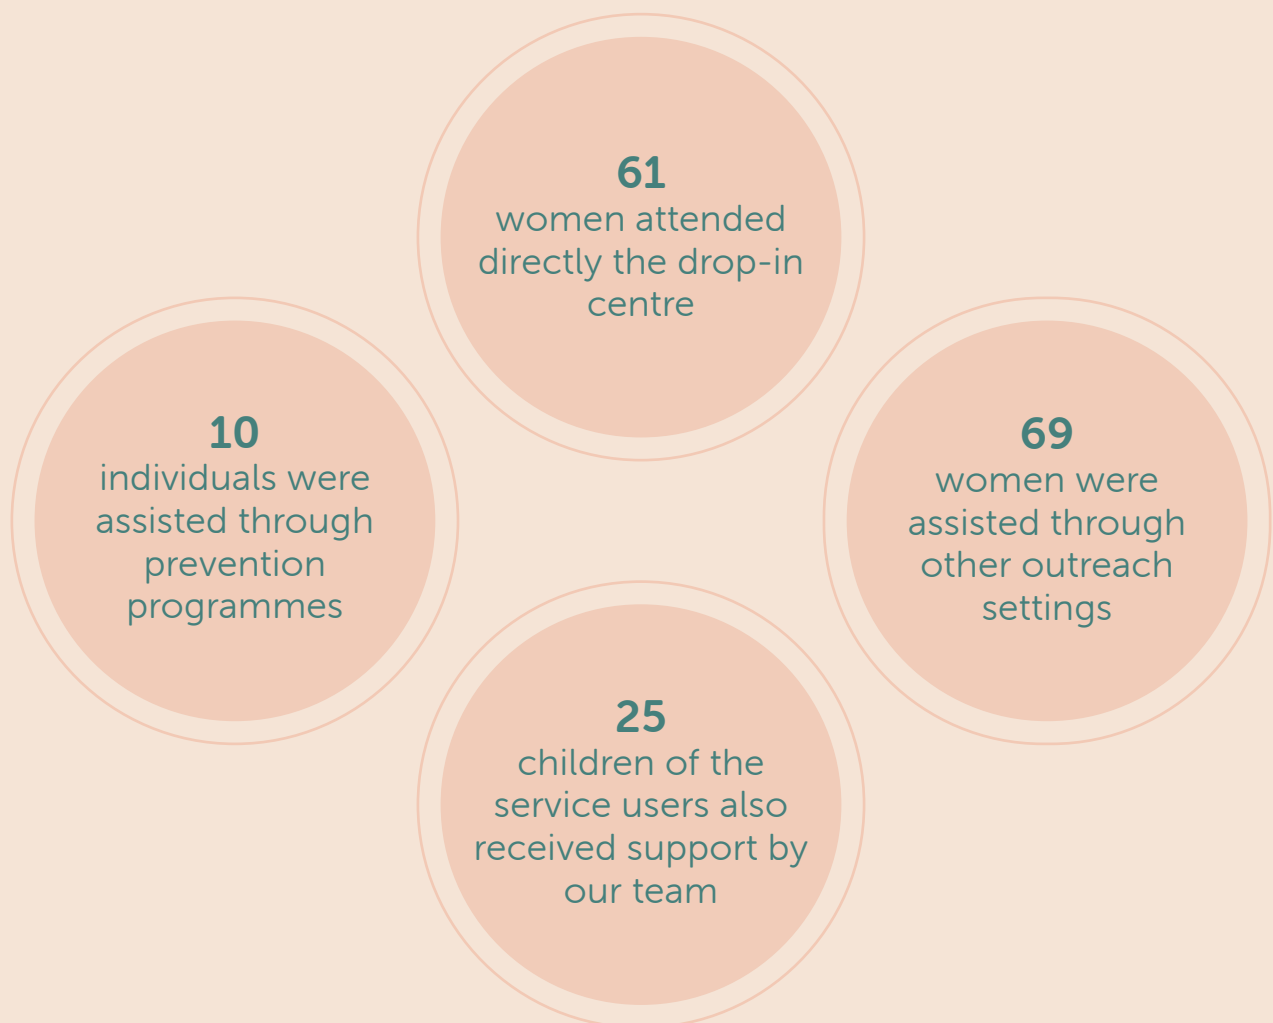 61
women attended
directly the drop-in
centre
10
individuals were
assisted through
prevention
programmes
69
women were
assisted through
other outreach
settings
25
children of the
service users also
received support by
our team